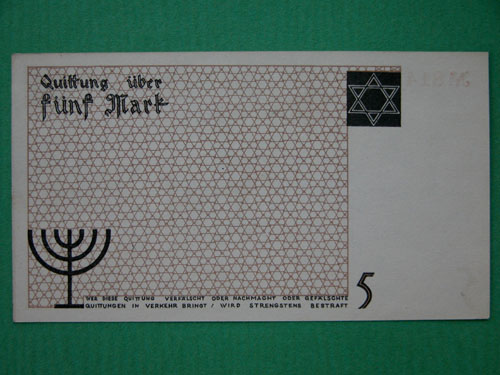 Quittung über
fünf Mark
WER DIESE QUITTUNG VERFÄLSCHT ODER NACHMACHT ODER GEFÄLSCHTE
QUITTUNGEN IN VERKEHR BRINGT / WIRD STRENGSTENS BESTRAFT
5